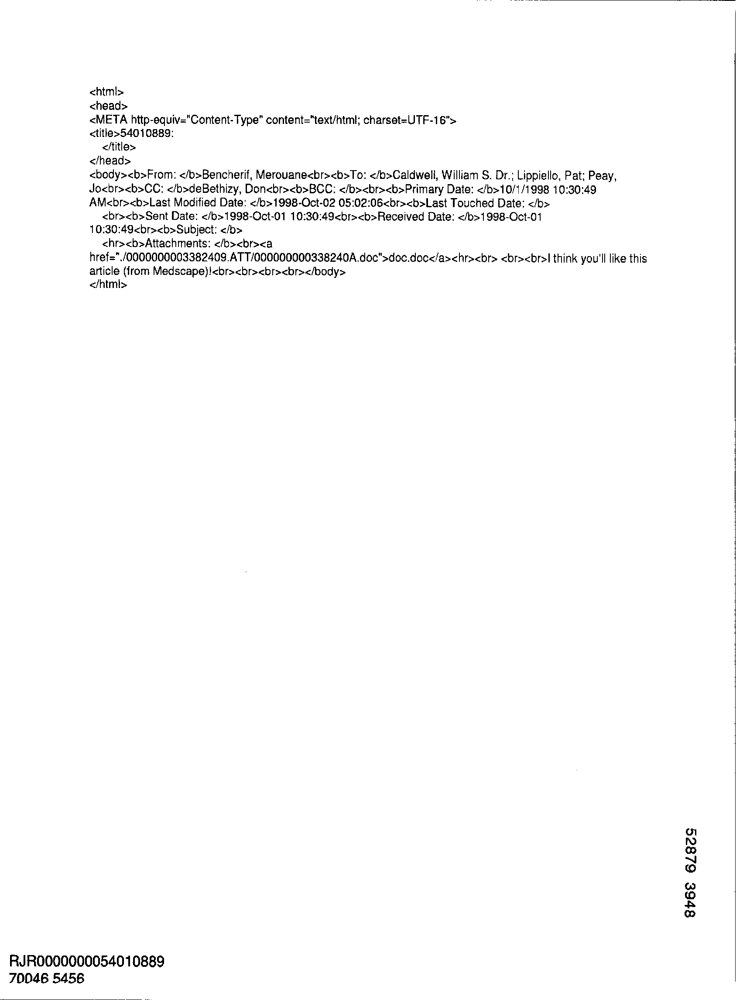 <html>
<head>
<META http-equiv="Content-Type" content="text/html; charset=UTF-16">
<title>54010889:
</title>
</head>
<body><b>From: </b>Bencherif, Merouane<br><b>To: </b>Caldwell, William S. Dr.; Lippiello, Pat; Peay,
Jo<br><b>CC: </b>deBethizy, Don<br><b>BCC: </b><br><b>Primary Date: </b>10/1/1998 10:30:49
AM<br><b>Last Modified Date: </b>1998-Oct-02 05:02:06<br><b>Last Touched Date: </b>
<br><b>Sent Date: </b>1998-Oct-01 10:30:49<br><b>Received Date: </b>1998-Oct-01
10:30:49<br><b>Subject: </b>
<hr><b>Attachments: </b><br><a
href="./0000000003382409.ATT/000000000338240A.doc">doc.doc</a><hr><br> <br><br>I think you'll like this
article (from Medscape)!<br><br><br><br></body>
</html>
52879 3948
RJR0000000054010889
70046 5456